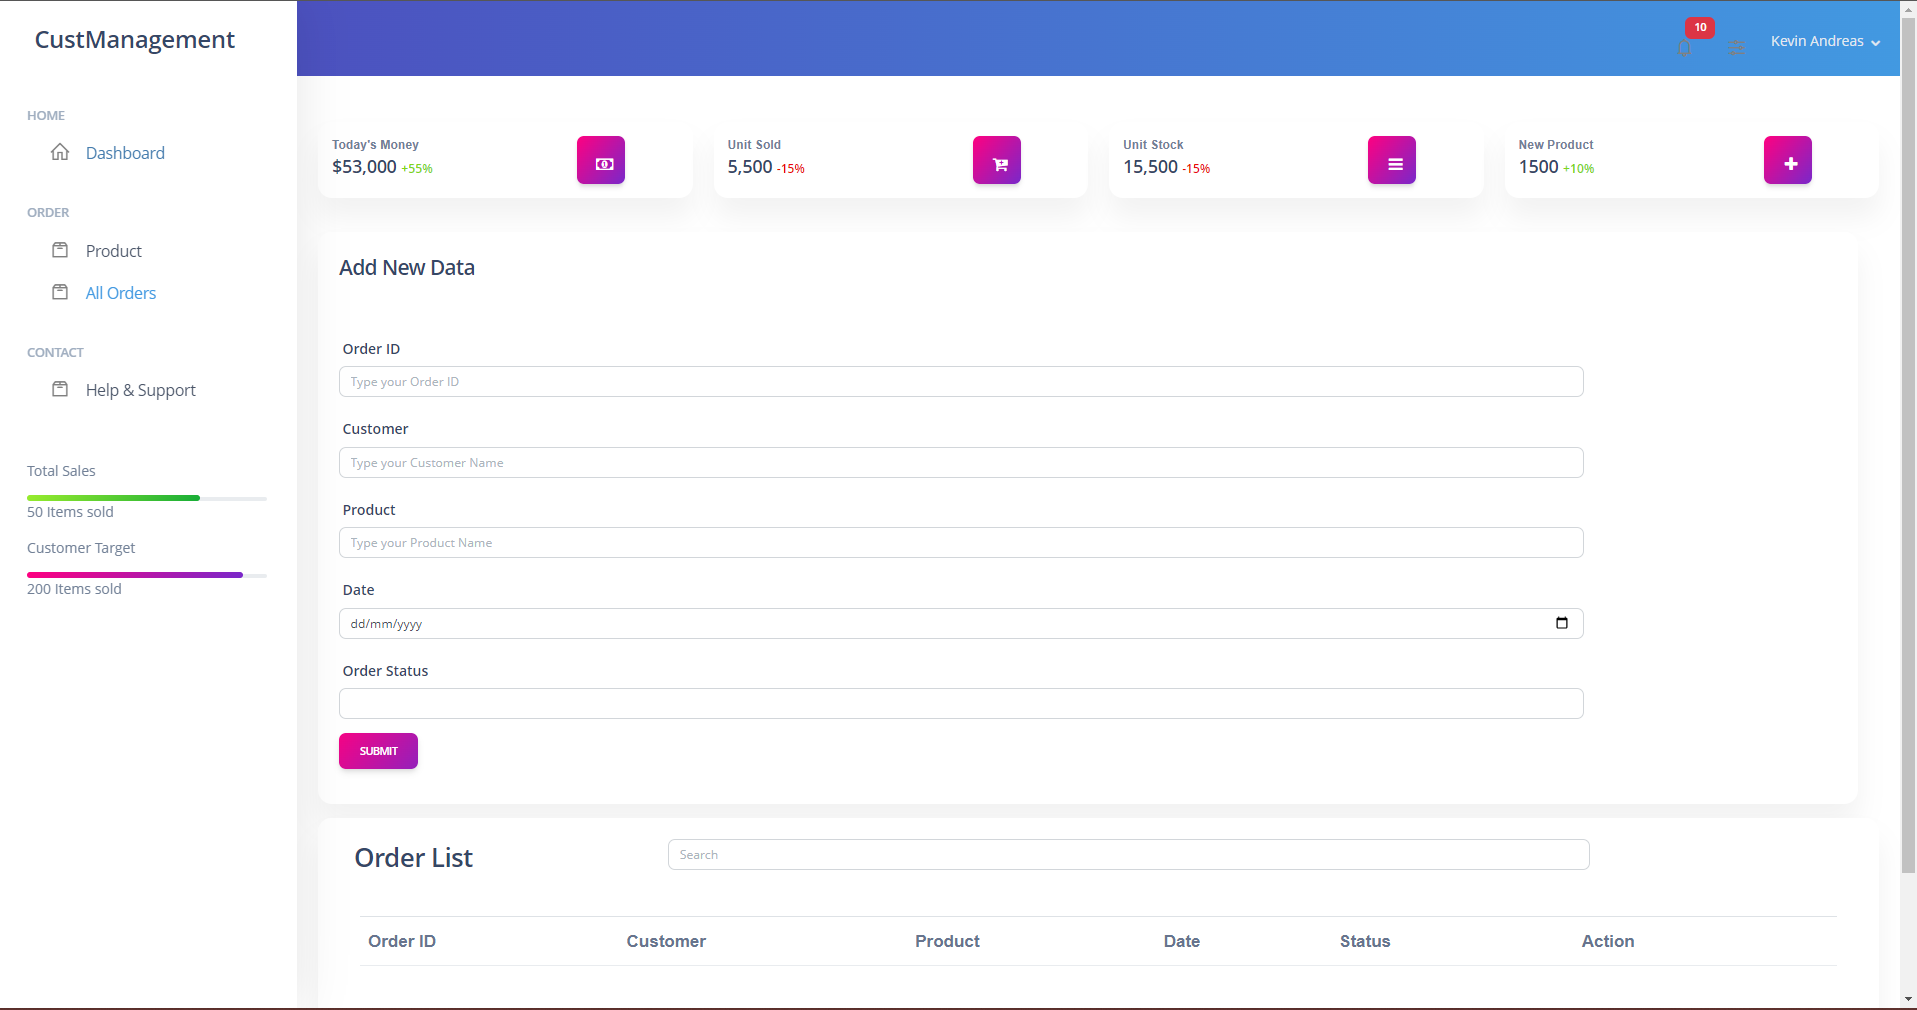 CustManagement
10
Kevin Andreas
HOME
Dashboard
ORDER
Product
All Orders
CONTACT
Help & Support
Total Sales
50 Items sold
Customer Target
200 Items sold
Today's Money
$53,000 +55%
Unit Sold
5,500 -15%
Unit Stock
15,500 -15%
New Product
1500 +10%
Add New Data
Order ID
Type your Order ID
Customer
Type your Customer Name
Product
Type your Product Name
Date
dd/mm/yyyy
Order Status
SUBMIT
Order List
Search
Order ID Customer Product Date Status Action